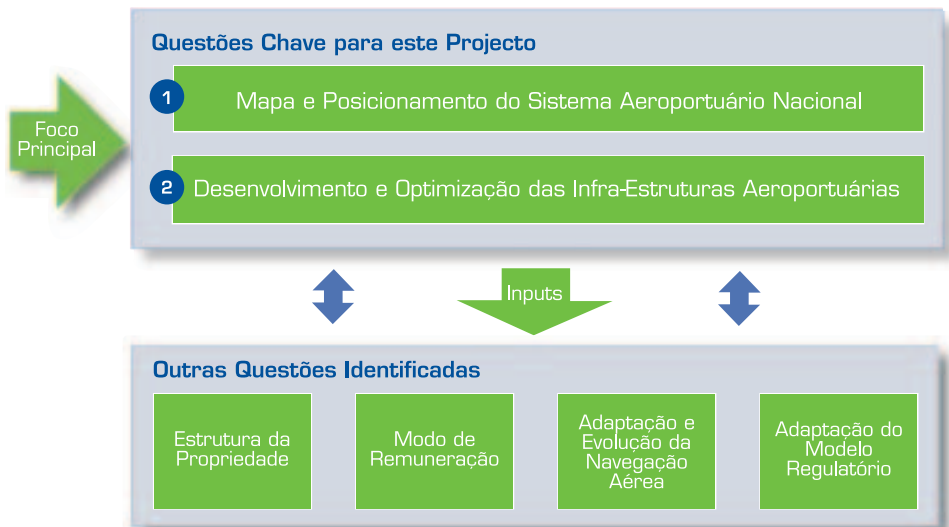 Questões Chave para este Projecto
1
Mapa e Posicionamento do Sistema Aeroportuário Nacional
Foco
Principal
2
Desenvolvimento e Optimização das Infra-Estruturas Aeroportuárias
Inputs
Outras Questões Identificadas
Estrutura da
Propriedade
Modo de
Remuneração
Adaptação e
Evolução da
Navegação
Aérea
Adaptação do
Modelo
Regulatório